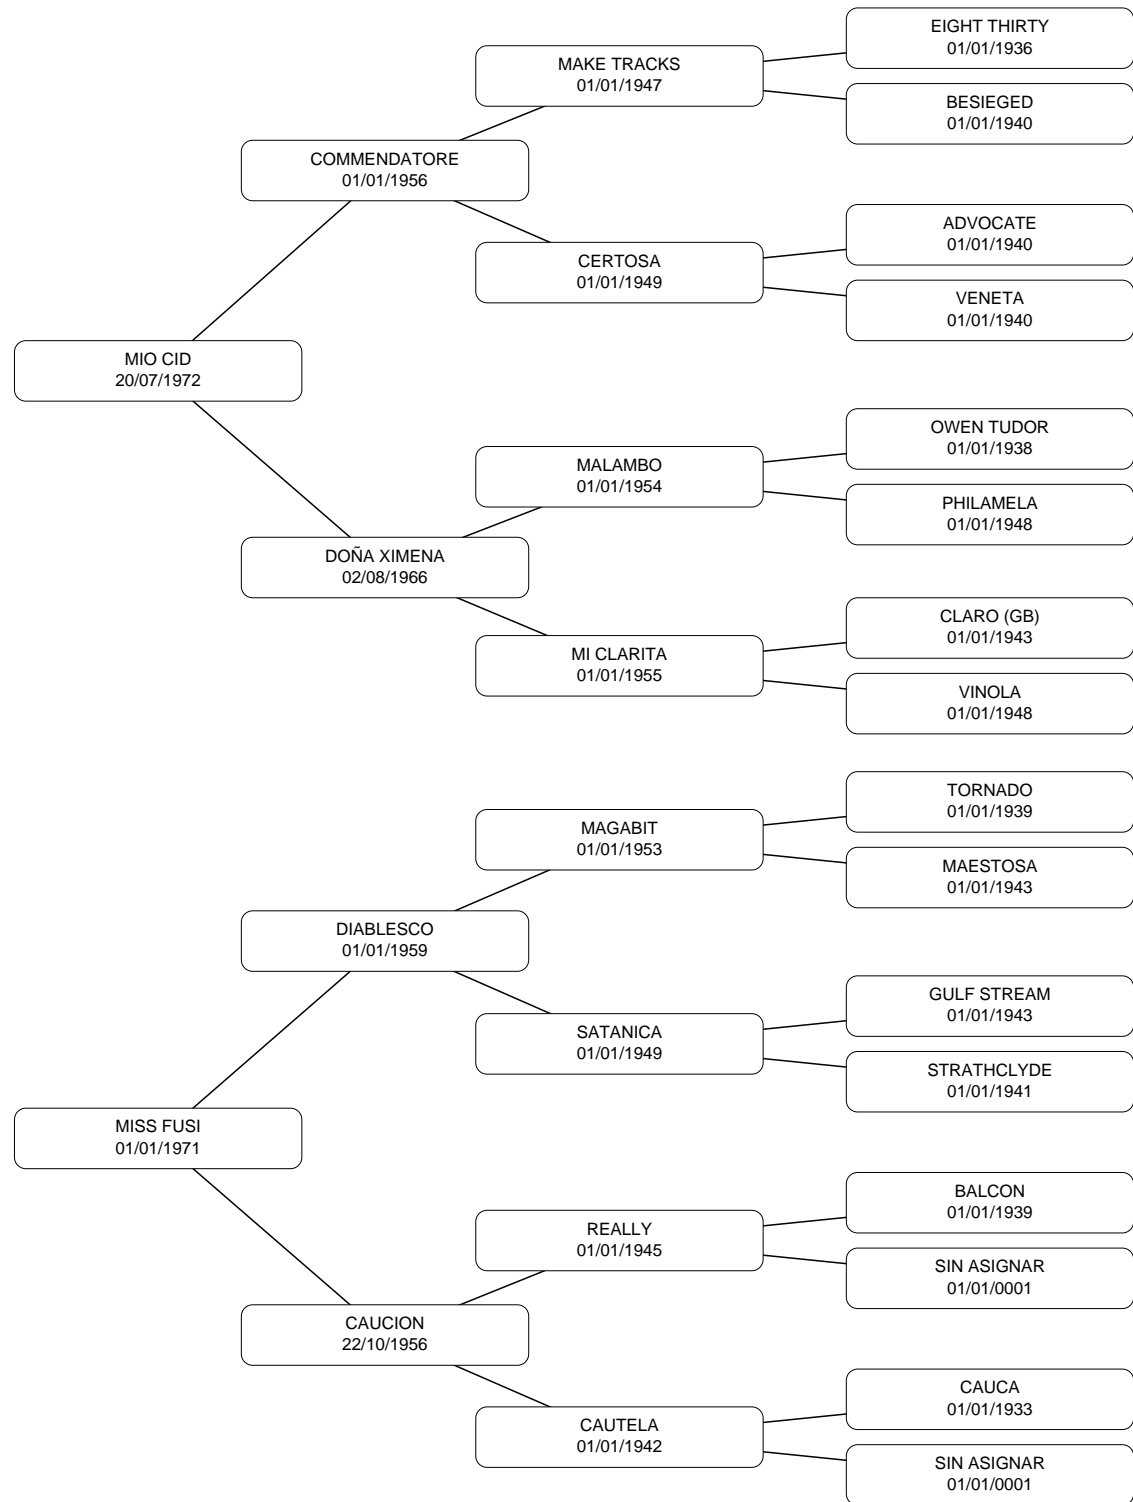 EIGHT THIRTY
01/01/1936
MAKE TRACKS
01/01/1947
BESIEGED
01/01/1940
COMMENDATORE
01/01/1956
ADVOCATE
01/01/1940
CERTOSA
01/01/1949
VENETA
01/01/1940
MIO CID
20/07/1972
OWEN TUDOR
01/01/1938
MALAMBO
01/01/1954
PHILAMELA
01/01/1948
DOÑA XIMENA
02/08/1966
CLARO (GB)
01/01/1943
MI CLARITA
01/01/1955
VINOLA
01/01/1948
TORNADO
01/01/1939
MAGABIT
01/01/1953
MAESTOSA
01/01/1943
DIABLESCO
01/01/1959
GULF STREAM
01/01/1943
SATANICA
01/01/1949
STRATHCLYDE
01/01/1941
MISS FUSI
01/01/1971
BALCON
01/01/1939
REALLY
01/01/1945
SIN ASIGNAR
01/01/0001
CAUCION
22/10/1956
CAUCA
01/01/1933
CAUTELA
01/01/1942
SIN ASIGNAR
01/01/0001